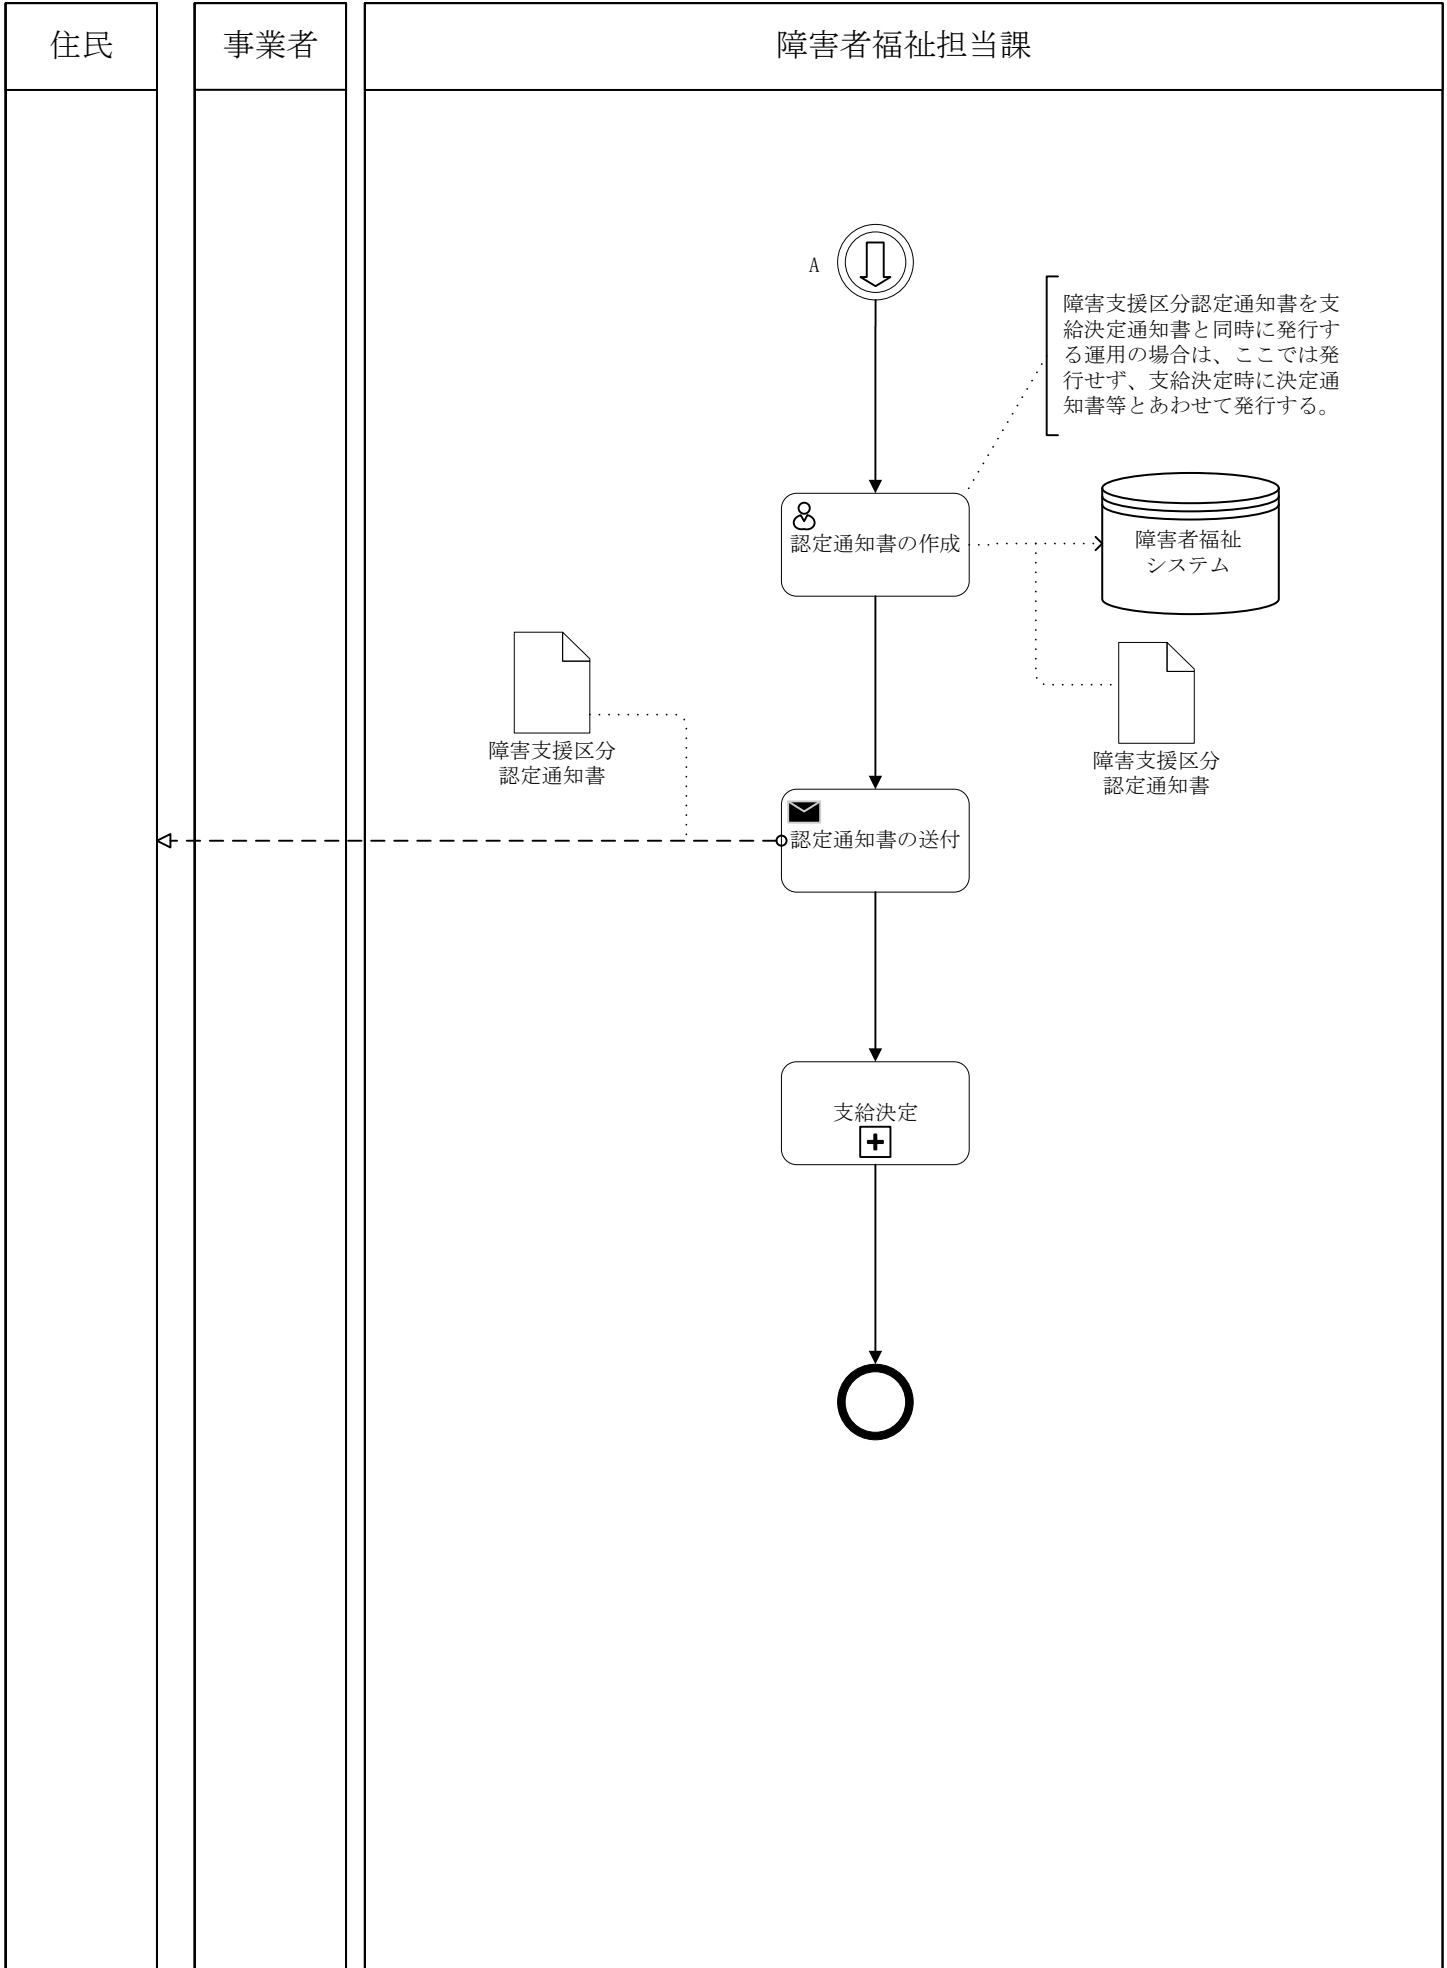 住民
事業者
障害者福祉担当課
A
障害支援区分認定通知書を支
給決定通知書と同時に発行す
る運用の場合は、ここでは発
行せず、支給決定時に決定通
知書等とあわせて発行する。
認定通知書の作成
障害者福祉
システム
障害支援区分
認定通知書
障害支援区分
認定通知書
認定通知書の送付
支給決定